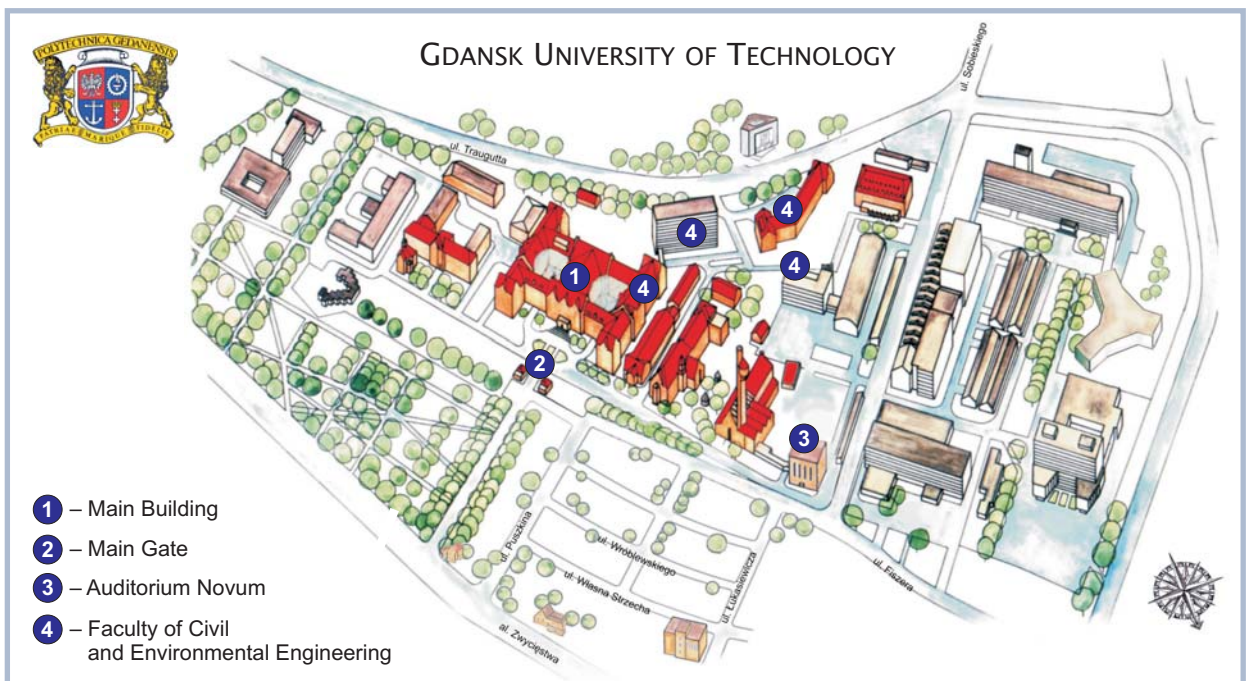 POLYTECHNICA GEDANENSIS
PATRIAE MARIQUE FIDELIS
GDANSK UNIVERSITY OF TECHNOLOGY
ul. Sobieskiego
ul. Traugutta
4
4
4
1
4
2
3
ul. Puszkina
ul. Wróblewskiego
ul. Własna Strzecha
ul. Łukasiewicza
ul. Fiszera
al. Zwycięstwa
1 – Main Building
2 – Main Gate
3 – Auditorium Novum
4 – Faculty of Civil
and Environmental Engineering